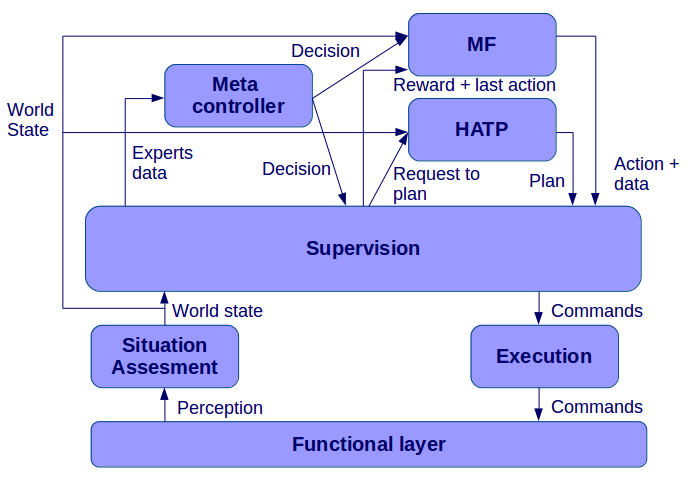 MF
Decision
Meta
controller
Reward + last action
World
State
HATP
Experts
data
Decision
Request to
plan
Plan
Action +
data
Supervision
World state
Commands
Situation
Assesment
Execution
Perception
Commands
Functional layer